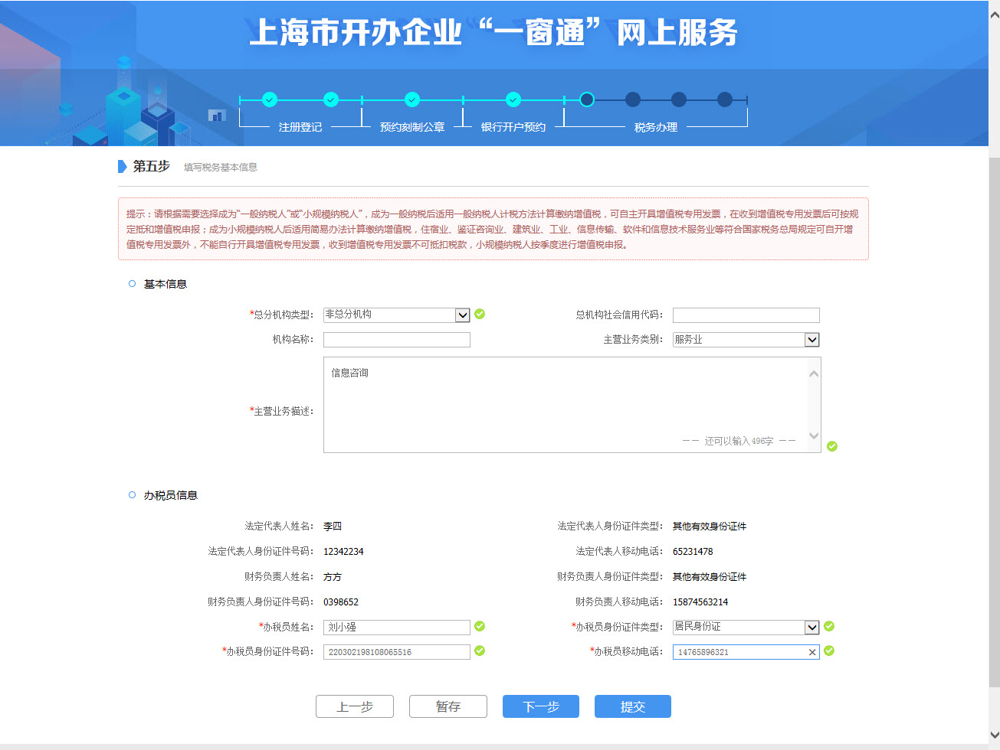 上海市开办企业“一窗通”网上服务
注册登记 预约刻制公章 银行开户预约 税务办理
第五步 填写税务基本信息
提示：请根据需要选择成为“一般纳税人”或“小规模纳税人”，成为一般纳税后适用一般纳税人计税方法计算缴纳增值税，可自主开具增值税专用发票，在收到增值税专用发票后可按规
定抵和增值税申报；成为小规模纳税人后适用简易办法计算缴纳增值税，住宿业、鉴证咨询业、建筑业、工业、信息传输、软件和信息技术服务业等符合国家税务总局规定可自开增
值税专用发票外，不能自行开具增值税专用发票，收到增值税专用发票不可抵扣税款，小规模纳税人按季度进行增值税申报。
基本信息
*总分机构类型： 非总分机构 总机构社会信用代码：
机构名称： 主营业务类别： 服务业
*主营业务描述： 信息咨询
—— 还可以输入496字 ——
办税员信息
法定代表人姓名： 李四 法定代表人身份证件类型： 其他有效身份证件
法定代表人身份证件号码： 12342234 法定代表人移动电话： 65231478
财务负责人姓名： 方方 财务负责人身份证件类型： 其他有效身份证件
财务负责人身份证件号码： 0398652 财务负责人移动电话： 15874563214
*办税员姓名： 刘小强 *办税员身份证件类型： 居民身份证
*办税员身份证件号码： 220302198108065516 *办税员移动电话： 14765896321
上一步 暂存 下一步 提交